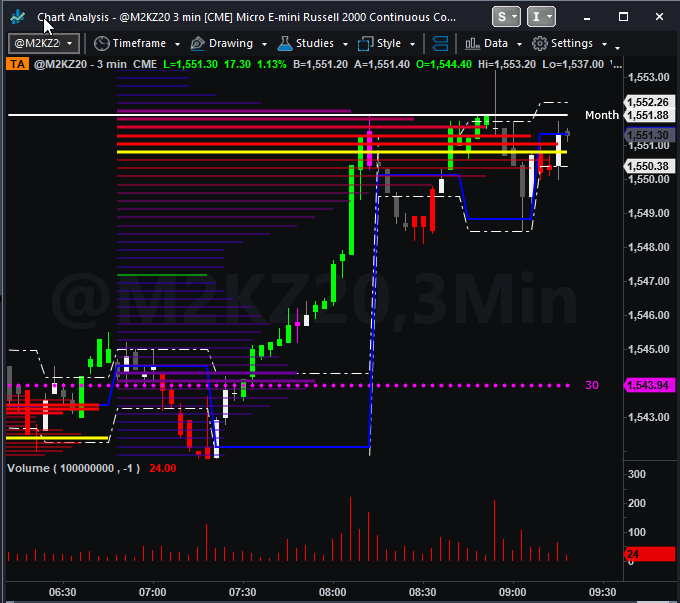 Chart Analysis - @M2KZ20 3 min [CME] Micro E-mini Russell 2000 Continuous Co...
S I
@M2KZ20 Timeframe Drawing Studies Style Data Settings
TA @M2KZ20 - 3 min CME L=1,551.30 17.30 1.13% B=1,551.20 A=1,551.40 O=1,544.40 Hi=1,553.20 Lo=1,537.00
1,553.00
1,552.26
Month 1,551.88
1,551.30
1,551.00
1,550.38
1,550.00
1,549.00
1,548.00
1,547.00
@M2KZ20,3Min
1,546.00
1,545.00
30 1,543.94
1,543.00
Volume ( 100000000 , -1 ) 24.00
300
200
100
24
0
06:30 07:00 07:30 08:00 08:30 09:00 09:30